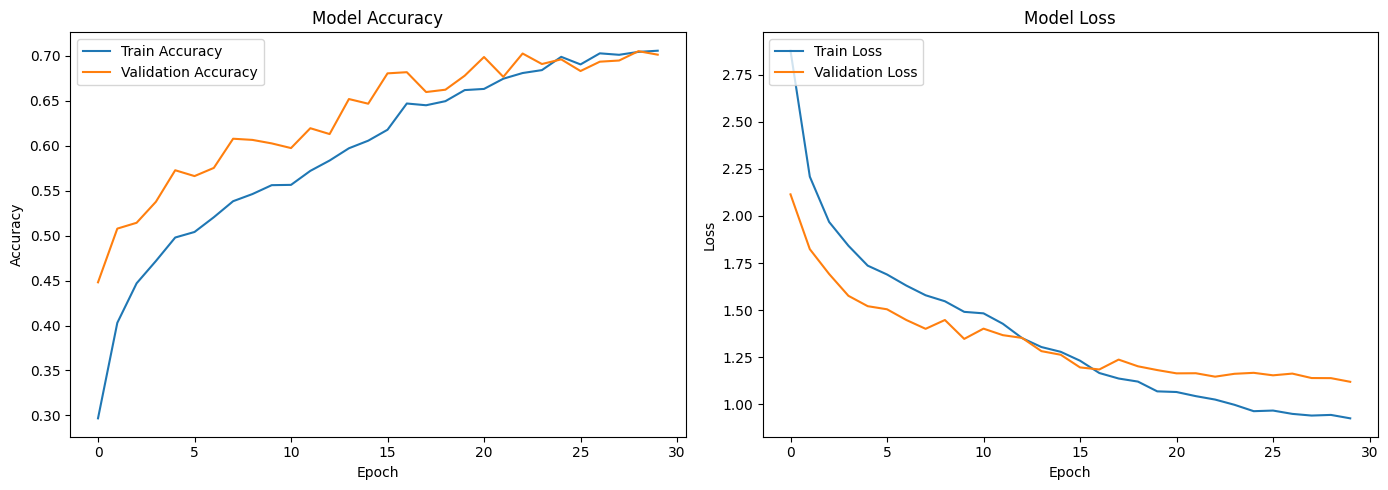 Model Accuracy
Train Accuracy
Validation Accuracy
Accuracy
0.70
0.65
0.60
0.55
0.50
0.45
0.40
0.35
0.30
0 5 10 15 20 25 30
Epoch
Model Loss
Train Loss
Validation Loss
Loss
2.75
2.50
2.25
2.00
1.75
1.50
1.25
1.00
0 5 10 15 20 25 30
Epoch